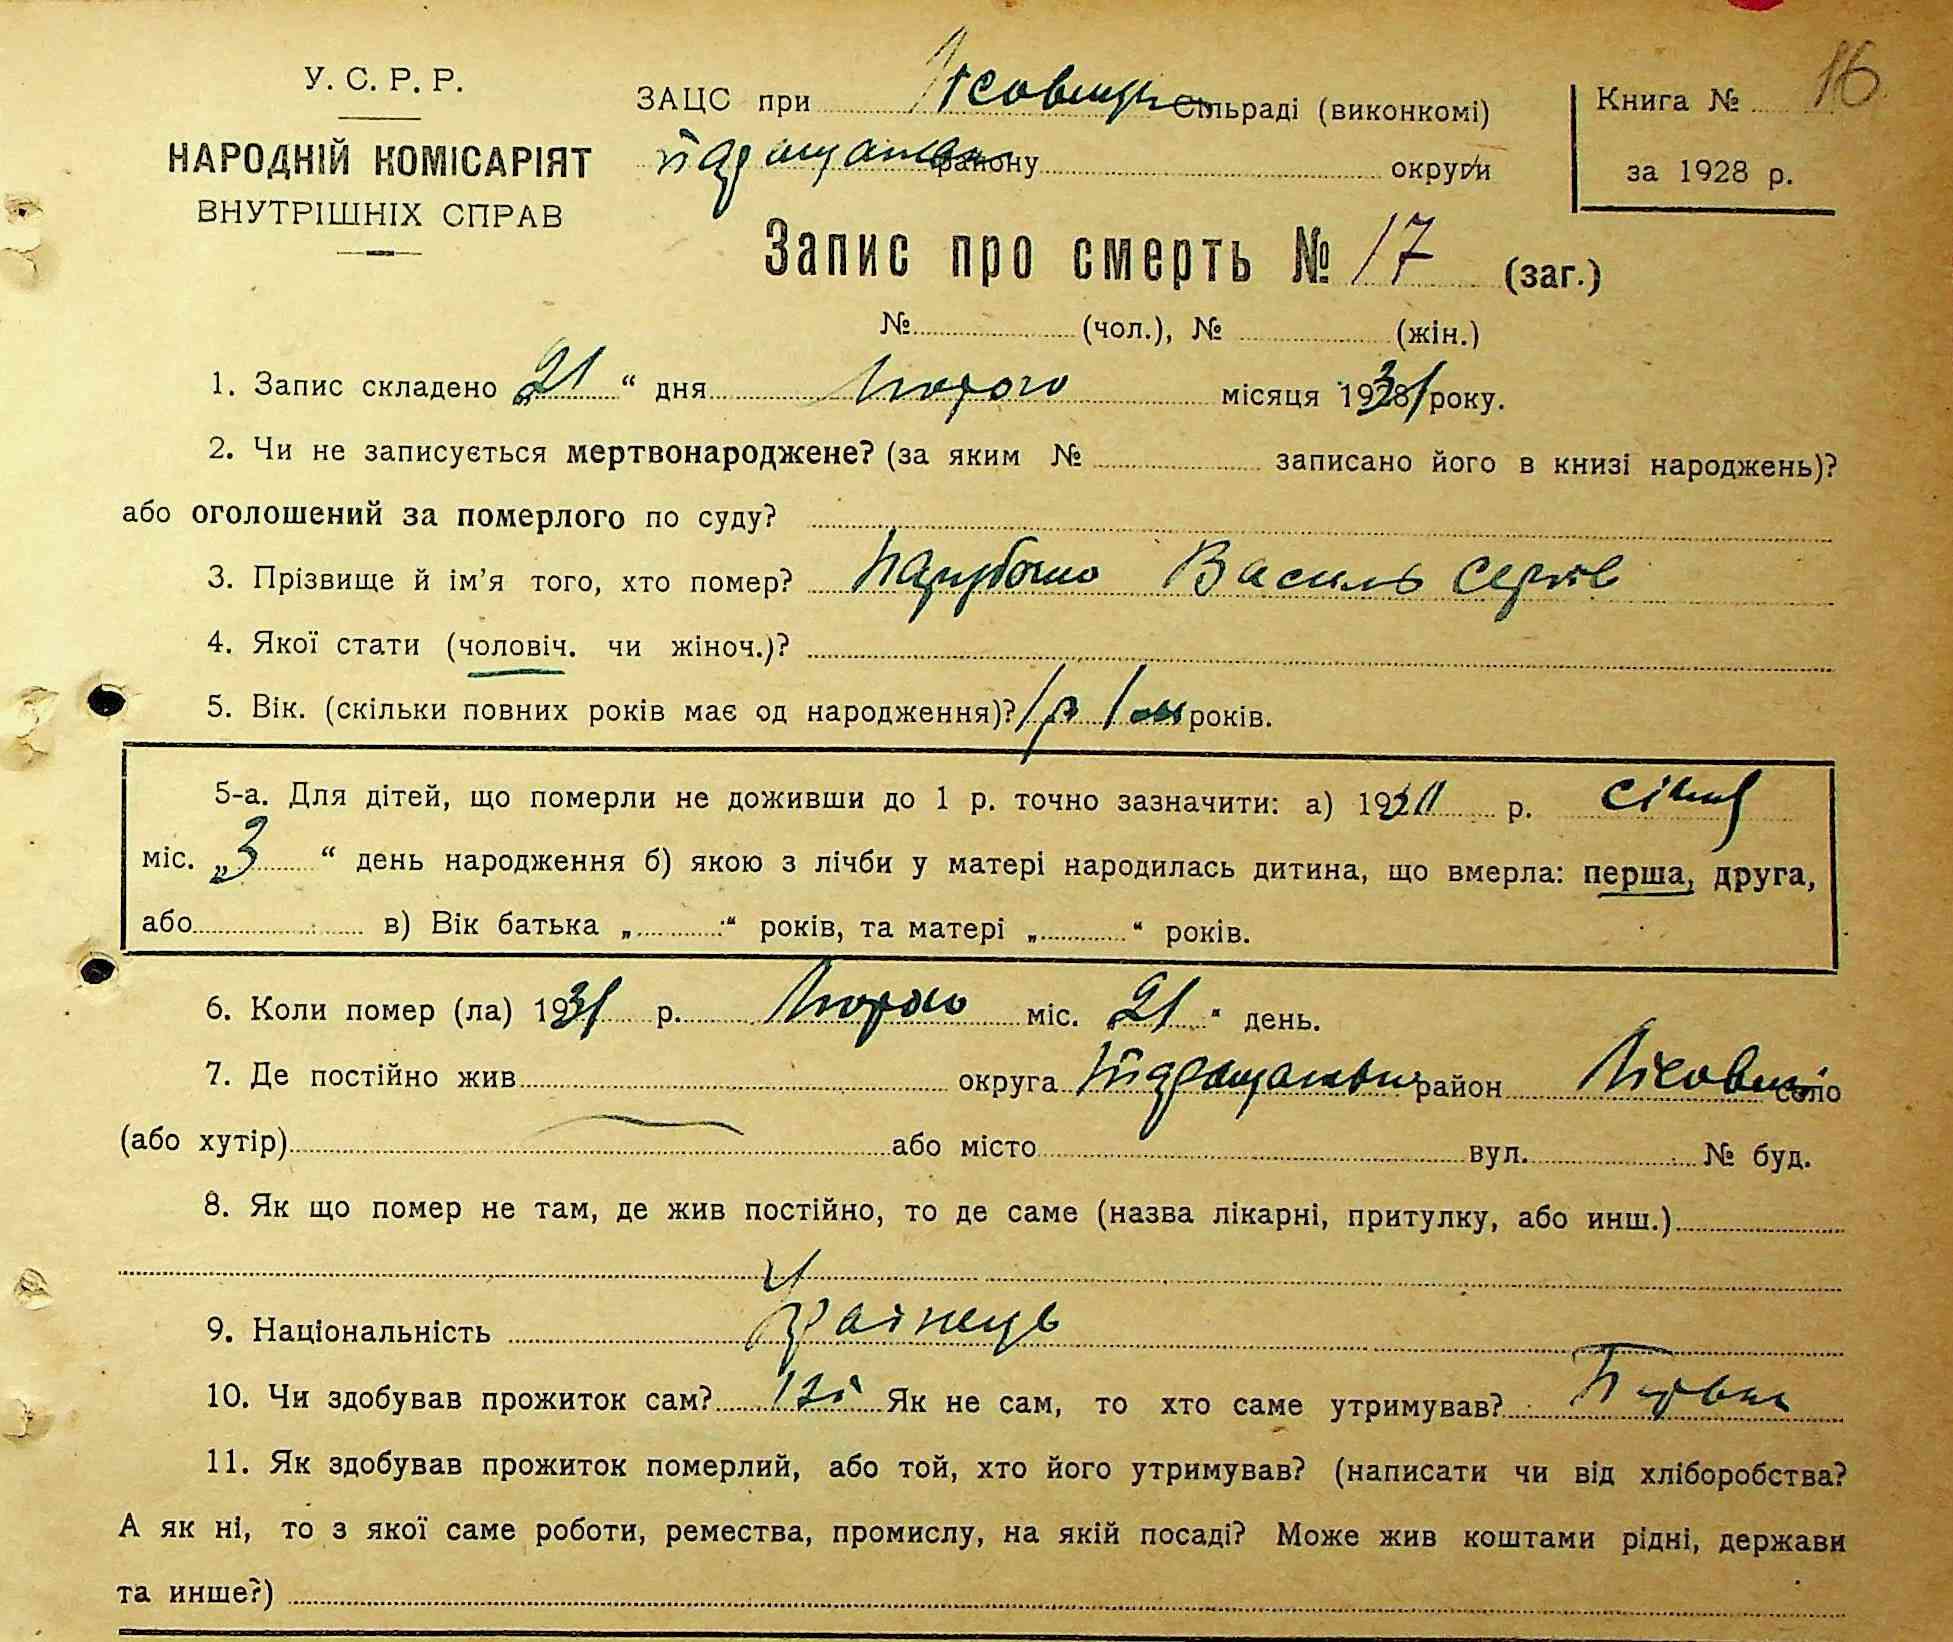 У. С. Р. Р.
НАРОДНІЙ КОМІСАРІЯТ
ВНУТРІШНІХ СПРАВ
ЗАЦС при Сільраді (виконкомі)
району округи
Книга № 16
за 1928 р.
Запис про смерть № 17 (заг.)
№ (чол.), № (жін.)
1. Запис складено „21“ дня Лютого місяця 1931 року.
2. Чи не записується мертвонароджене? (за яким № записано його в книзі народжень)?
або оголошений за померлого по суду?
3. Прізвище й ім'я того, хто помер? Василь
4. Якої стати (чоловіч. чи жіноч.)?
5. Вік. (скільки повних років має од народження)? 1р 1 м років.
5-а. Для дітей, що померли не доживши до 1 р. точно зазначити: а) 19 р.
міс. „3“ день народження б) якою з лічби у матері народилась дитина, що вмерла: перша, друга,
або в) Вік батька „ “ років, та матері „ “ років.
6. Коли помер (ла) 1931 р. Лютого міс. „21“ день.
7. Де постійно жив округа район село
(або хутір) або місто вул. № буд.
8. Як що помер не там, де жив постійно, то де саме (назва лікарні, притулку, або инш.)
9. Національність
10. Чи здобував прожиток сам? Ні Як не сам, то хто саме утримував? Батьки
11. Як здобував прожиток померлий, або той, хто його утримував? (написати чи від хліборобства?
А як ні, то з якої саме роботи, ремества, промислу, на якій посаді? Може жив коштами рідні, держави
та инше?)